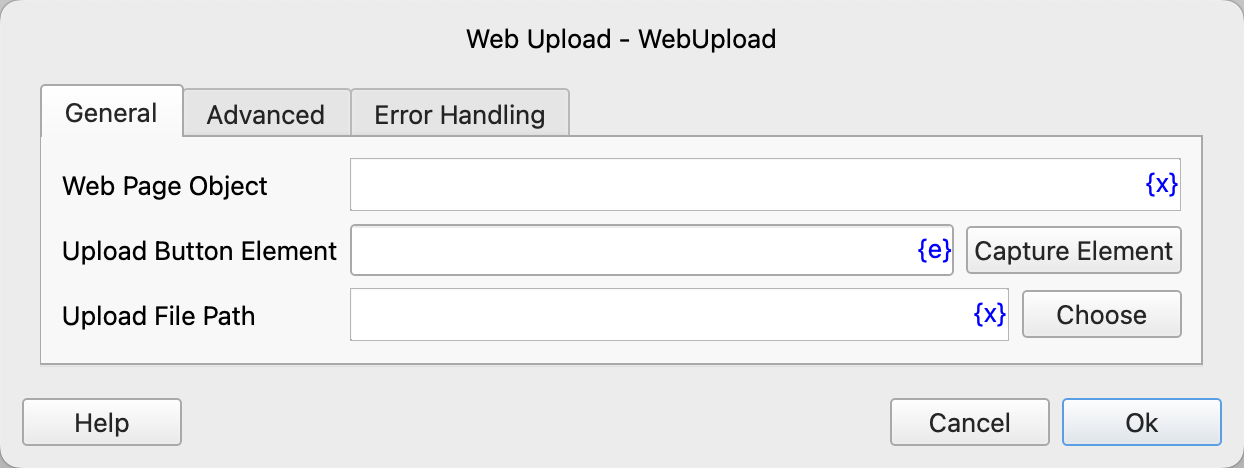 Web Upload - WebUpload
General Advanced Error Handling
Web Page Object {x}
Upload Button Element {e} Capture Element
Upload File Path {x} Choose
Help Cancel Ok